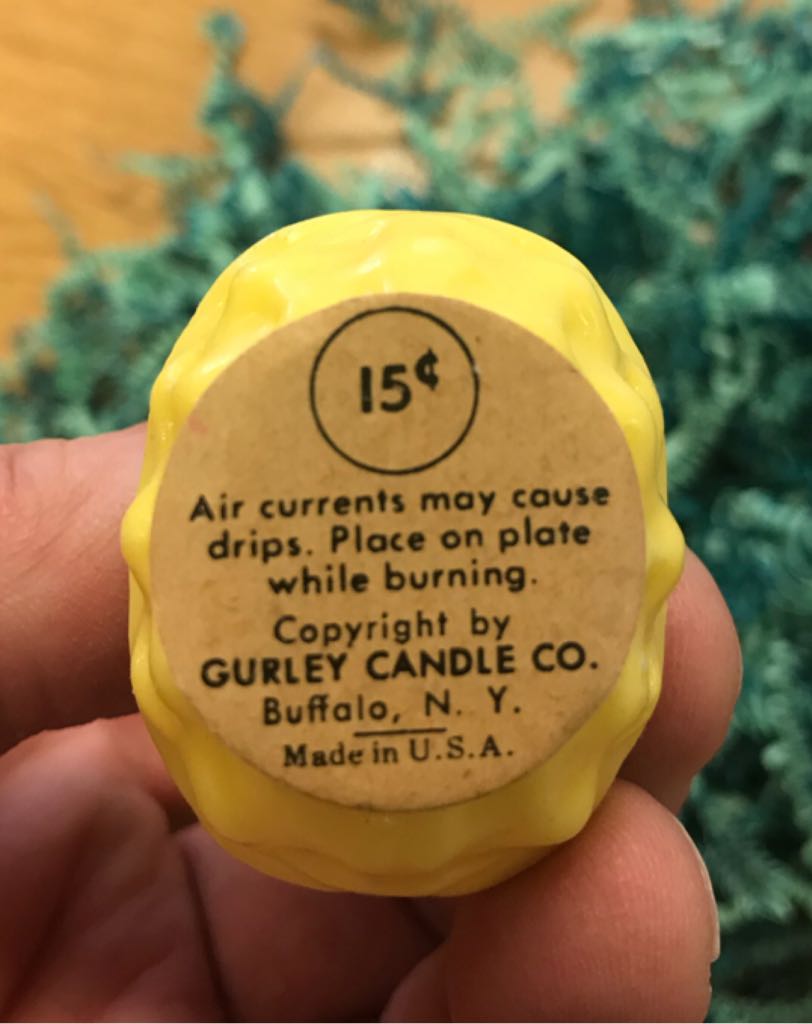 15¢
Air currents may cause
drips. Place on plate
while burning.
Copyright by
GURLEY CANDLE CO.
Buffalo, N. Y.
Made in U.S.A.